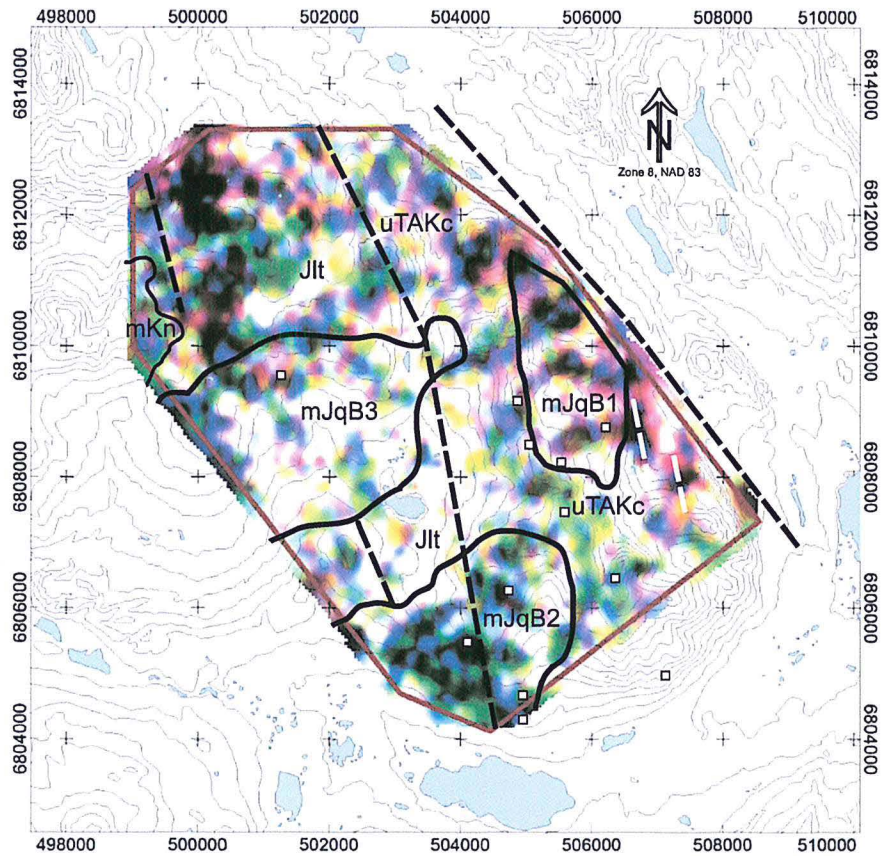 498000 500000 502000 504000 506000 508000 510000
6814000 6814000
N
Zone 8, NAD 83
6812000 6812000
uTAKc
Jlt
mKn
6810000 6810000
mJqB3 mJqB1
6808000 6808000
uTAKc
Jlt
6806000 6806000
mJqB2
6804000 6804000
498000 500000 502000 504000 506000 508000 510000